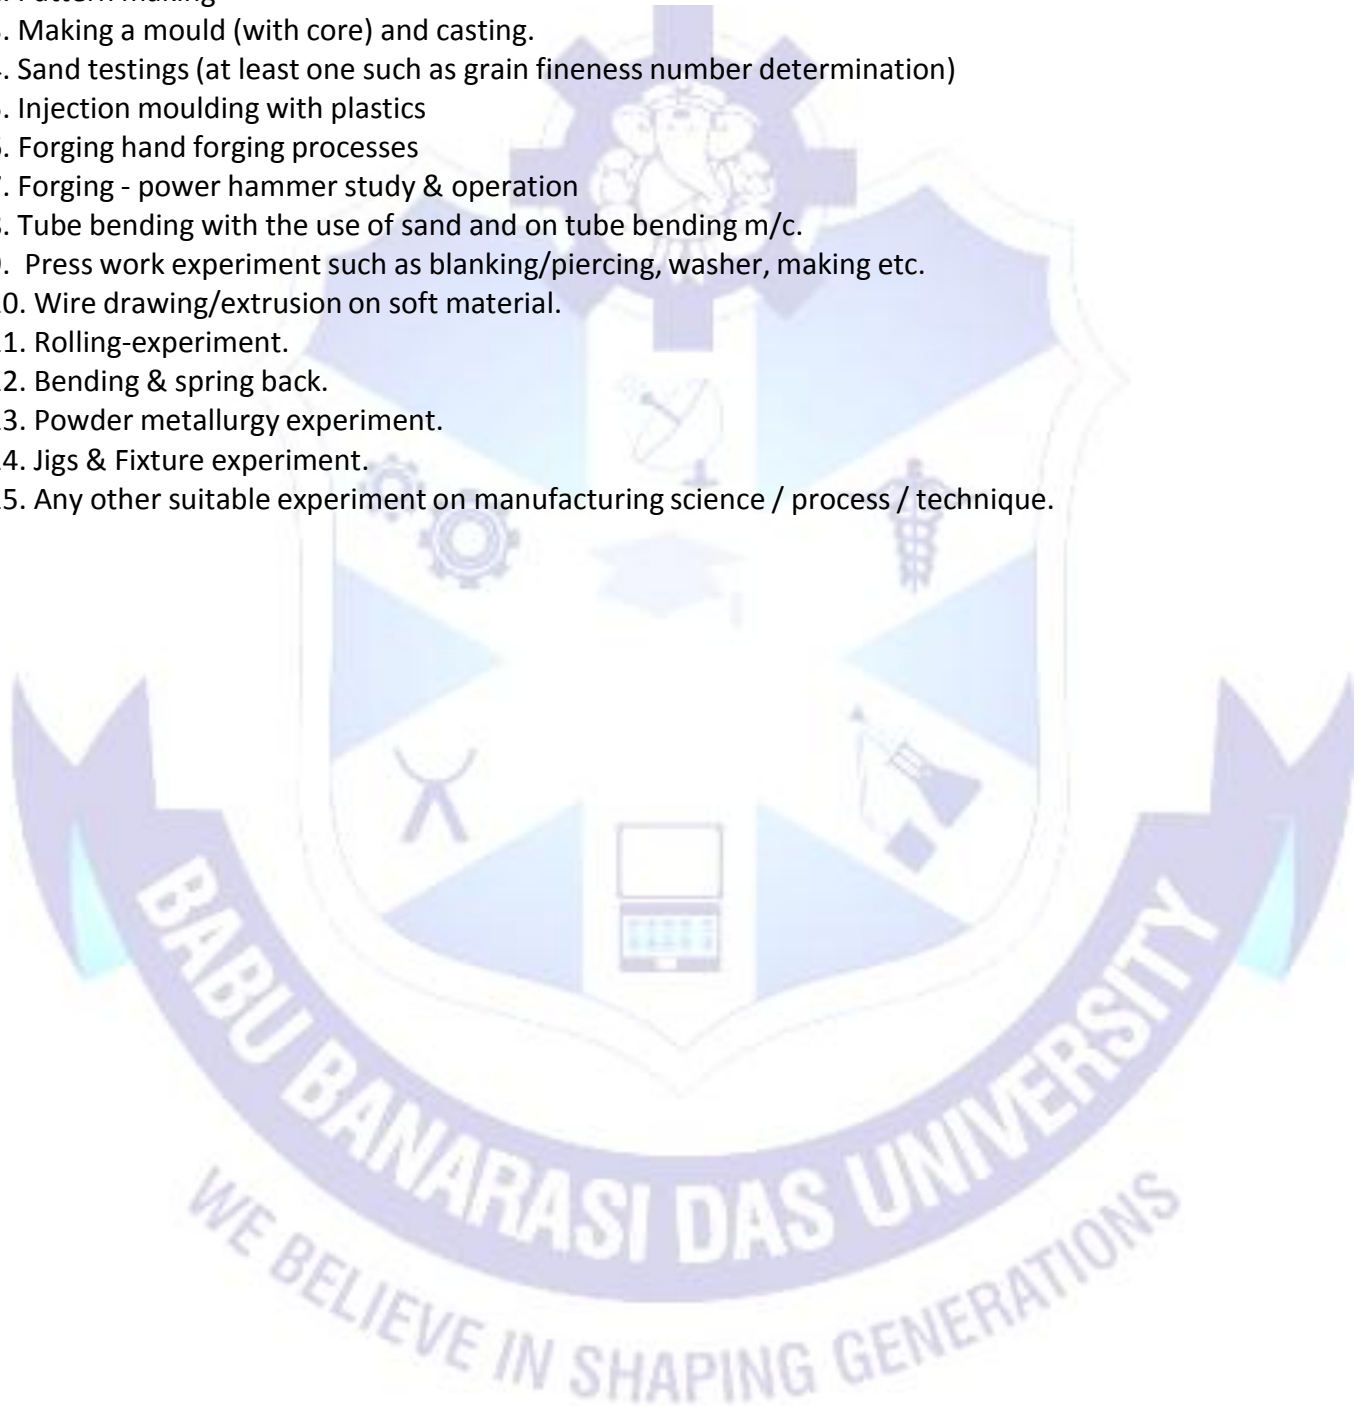 . Pattern making
. Making a mould (with core) and casting.
. Sand testings (at least one such as grain fineness number determination)
. Injection moulding with plastics
. Forging hand forging processes
. Forging - power hammer study & operation
. Tube bending with the use of sand and on tube bending m/c.
. Press work experiment such as blanking/piercing, washer, making etc.
0. Wire drawing/extrusion on soft material.
1. Rolling-experiment.
2. Bending & spring back.
3. Powder metallurgy experiment.
4. Jigs & Fixture experiment.
5. Any other suitable experiment on manufacturing science / process / technique.
BABU BANARASI DAS UNIVERSITY
WE BELIEVE IN SHAPING GENERATIONS